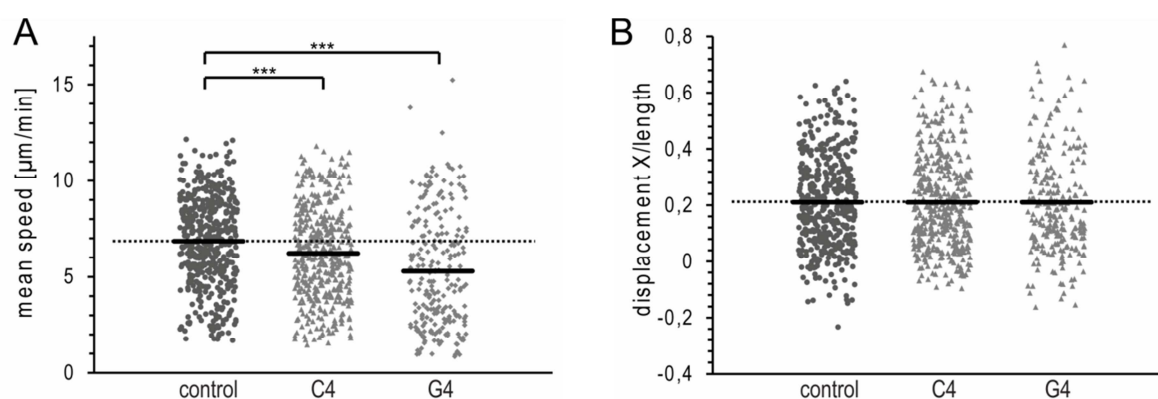 A
mean speed [µm/min]
15
10
5
0
***
***
control C4 G4
B
displacement X/length
0,8
0,6
0,4
0,2
0
-0,2
-0,4
control C4 G4